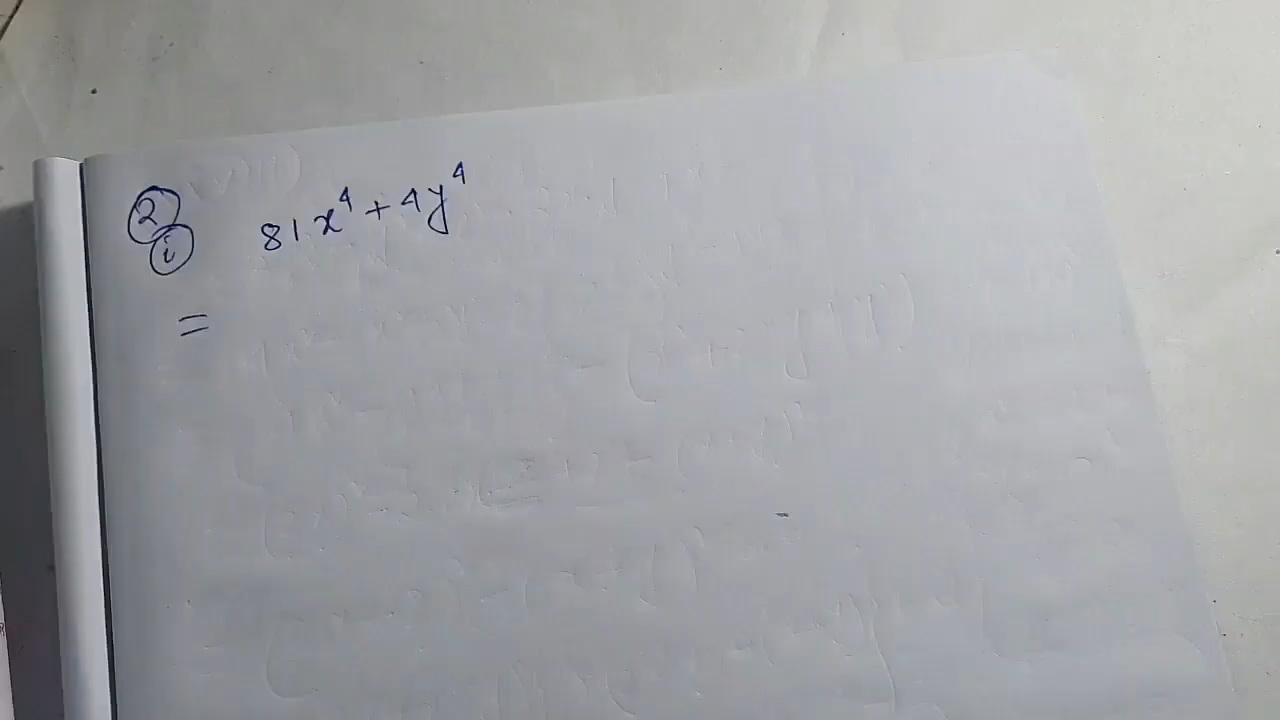 2
i 81x⁴ + 4y⁴
=